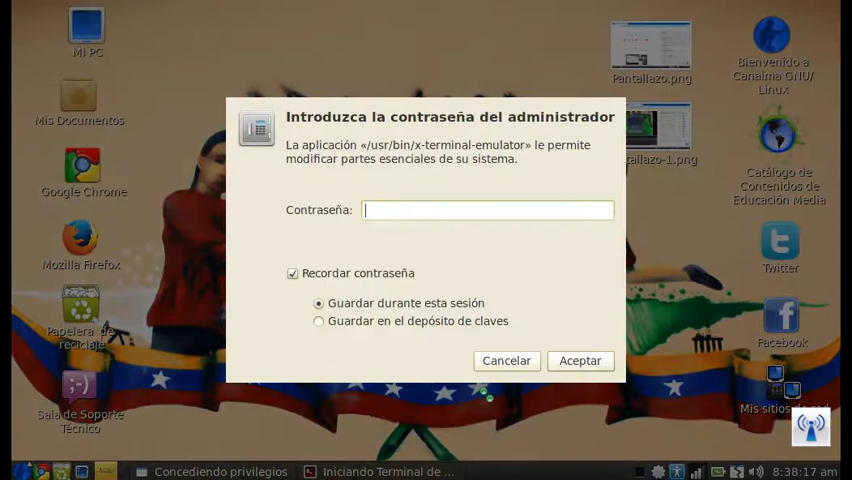 Mi PC
Mis Documentos
Google Chrome
Mozilla Firefox
Papelera de
reciclaje
Sala de Soporte
Técnico
Introduzca la contraseña del administrador
La aplicación «/usr/bin/x-terminal-emulator» le permite
modificar partes esenciales de su sistema.
Contraseña:
Recordar contraseña
Guardar durante esta sesión
Guardar en el depósito de claves
Cancelar
Aceptar
Pantallazo.png
tallazo-1.png
Bienvenido a
Canaima GNU/
Linux
Catálogo de
Contenidos de
Educación Media
Twitter
Facebook
Mis sitios de red
Concediendo privilegios
Iniciando Terminal de ...
8:38:17 am